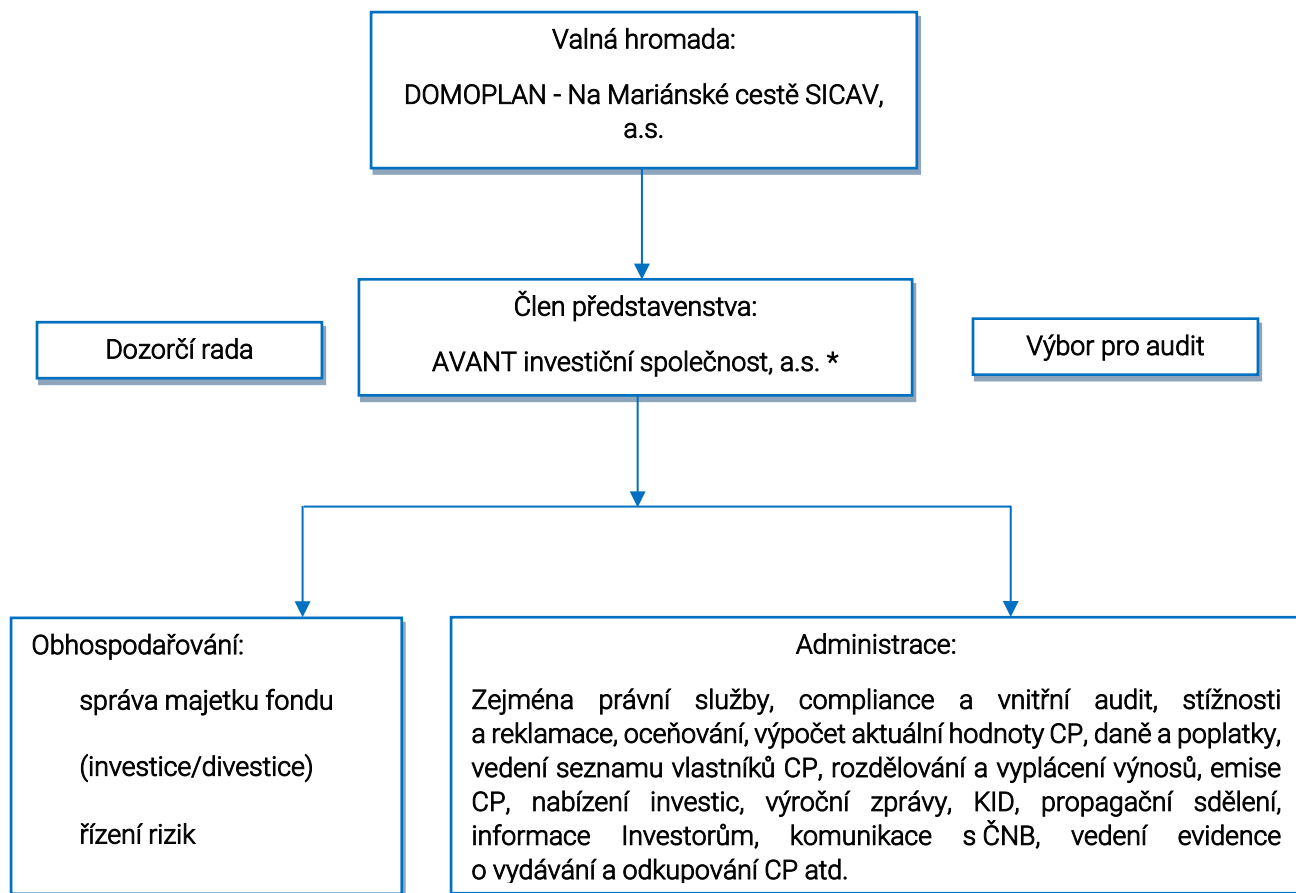 Valná hromada:
DOMOPLAN - Na Mariánské cestě SICAV,
a.s.
Člen představenstva:
AVANT investiční společnost, a.s. *
Dozorčí rada
Výbor pro audit
Obhospodařování:
správa majetku fondu
(investice/divestice)
řízení rizik
Administrace:
Zejména právní služby, compliance a vnitřní audit, stížnosti
a reklamace, oceňování, výpočet aktuální hodnoty CP, daně a poplatky,
vedení seznamu vlastníků CP, rozdělování a vyplácení výnosů, emise
CP, nabízení investic, výroční zprávy, KID, propagační sdělení,
informace Investorům, komunikace s ČNB, vedení evidence
o vydávání a odkupování CP atd.